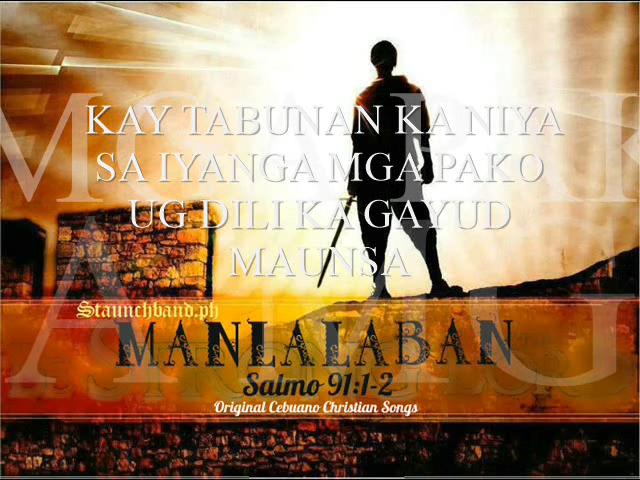 KAY TABUNAN KA NIYA
SA IYANGA MGA PAKO
UG DILI KA GAYUD
MAUNSA
Staunchband.ph
MANLALABAN
Salmo 91:1-2
Original Cebuano Christian Songs